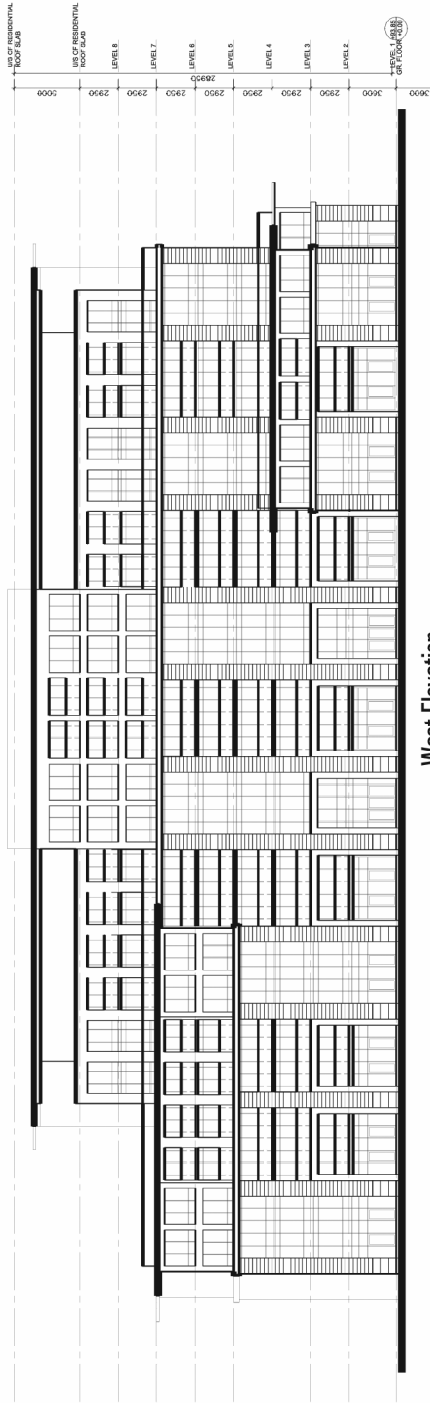 U/S OF RESIDENTIAL
ROOF SLAB
U/S OF RESIDENTIAL
ROOF SLAB
LEVEL 8
LEVEL 7
LEVEL 6
LEVEL 5
LEVEL 4
LEVEL 3
LEVEL 2
LEVEL 1
GR. FLOOR
5000
2950
2950
2950
2950
2950
2950
2950
3600
3600
West Elevation